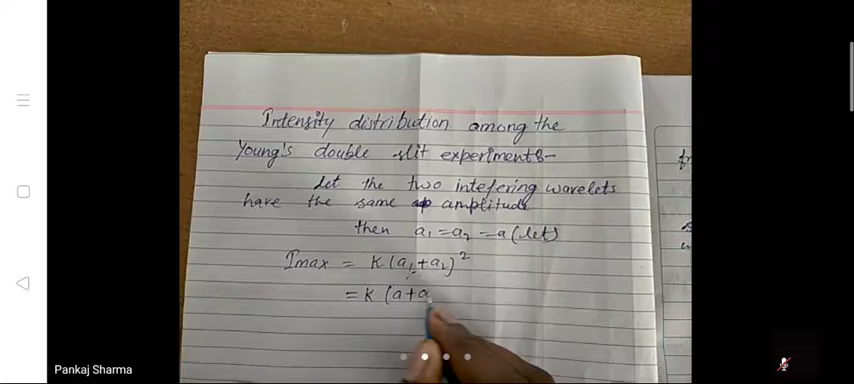 Intensity distribution among the
Young's double slit experiments-
Let the two intefering wavelets
have the same amplitude
then a₁ = a₂ = a (let)
Imax = K (a₁ + a₂)²
= K (a + a
Pankaj Sharma